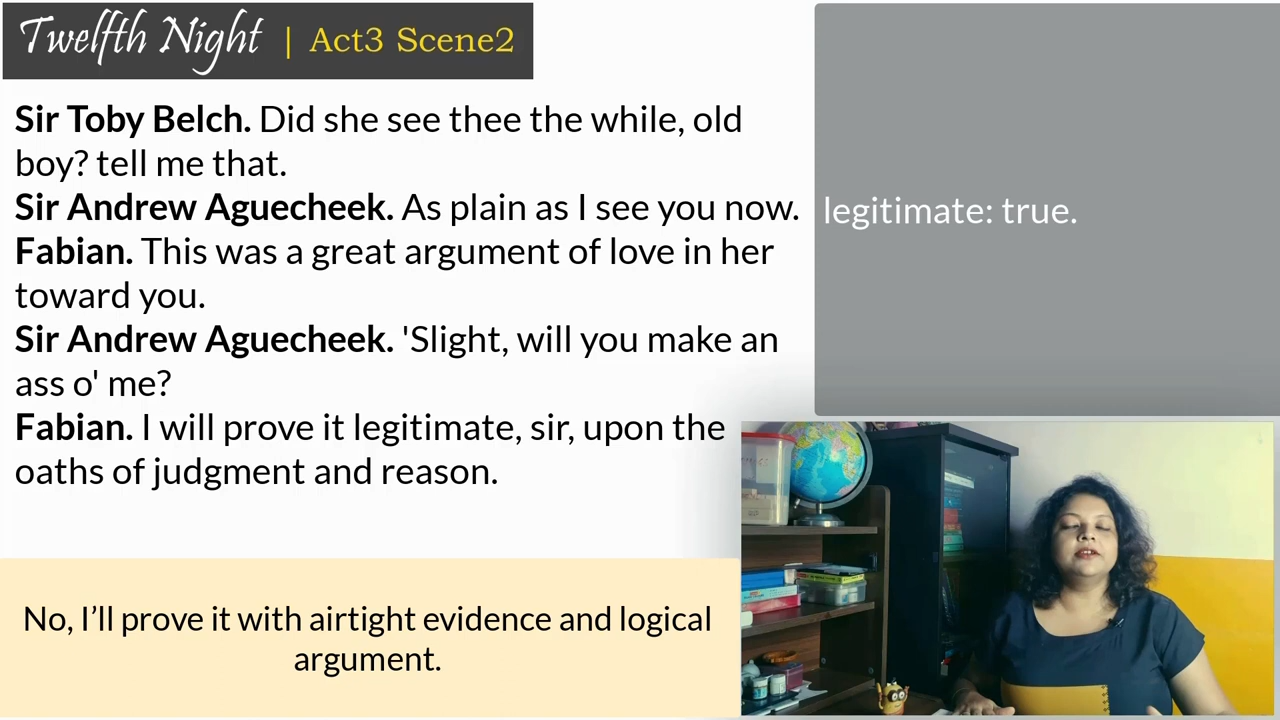 Twelfth Night | Act3 Scene2
Sir Toby Belch. Did she see thee the while, old
boy? tell me that.
Sir Andrew Aguecheek. As plain as I see you now.
Fabian. This was a great argument of love in her
toward you.
Sir Andrew Aguecheek. 'Slight, will you make an
ass o' me?
Fabian. I will prove it legitimate, sir, upon the
oaths of judgment and reason.
legitimate: true.
No, I’ll prove it with airtight evidence and logical
argument.